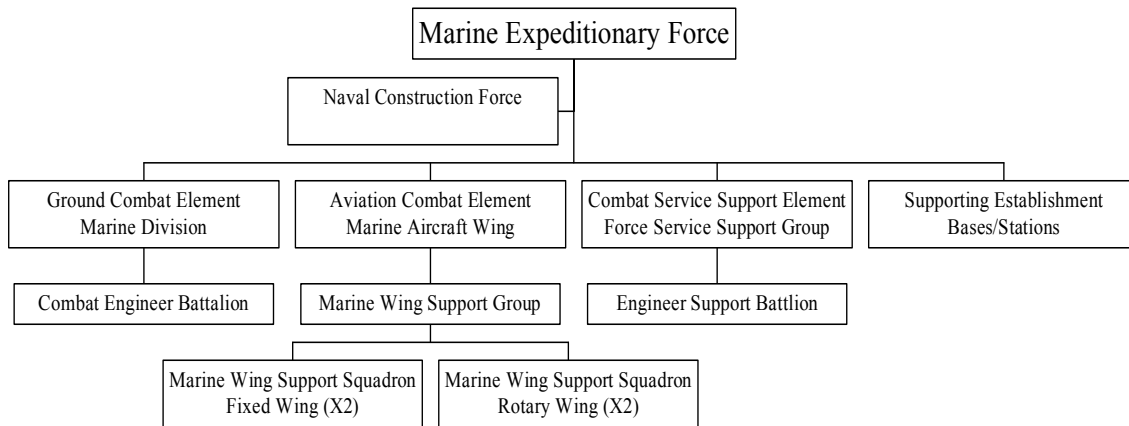 Marine Expeditionary Force
Naval Construction Force
Ground Combat Element
Marine Division
Aviation Combat Element
Marine Aircraft Wing
Combat Service Support Element
Force Service Support Group
Supporting Establishment
Bases/Stations
Combat Engineer Battalion
Marine Wing Support Group
Engineer Support Battlion
Marine Wing Support Squadron
Fixed Wing (X2)
Marine Wing Support Squadron
Rotary Wing (X2)